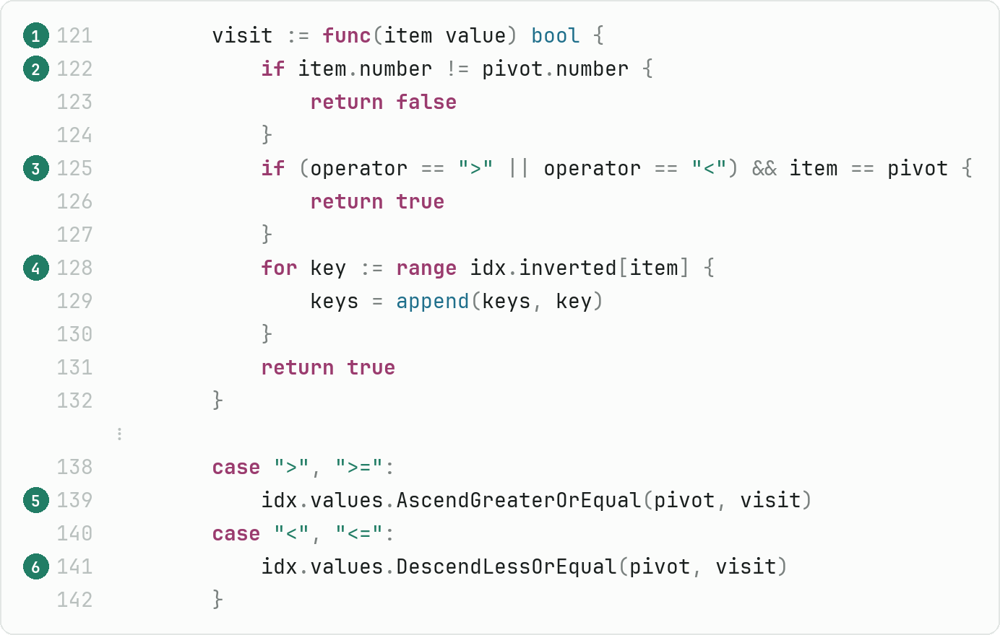 1 121 visit := func(item value) bool {
2 122 if item.number != pivot.number {
123 return false
124 }
3 125 if (operator == ">" || operator == "<") && item == pivot {
126 return true
127 }
4 128 for key := range idx.inverted[item] {
129 keys = append(keys, key)
130 }
131 return true
132 }
⋮
138 case ">", ">=":
5 139 idx.values.AscendGreaterOrEqual(pivot, visit)
140 case "<", "<=":
6 141 idx.values.DescendLessOrEqual(pivot, visit)
142 }